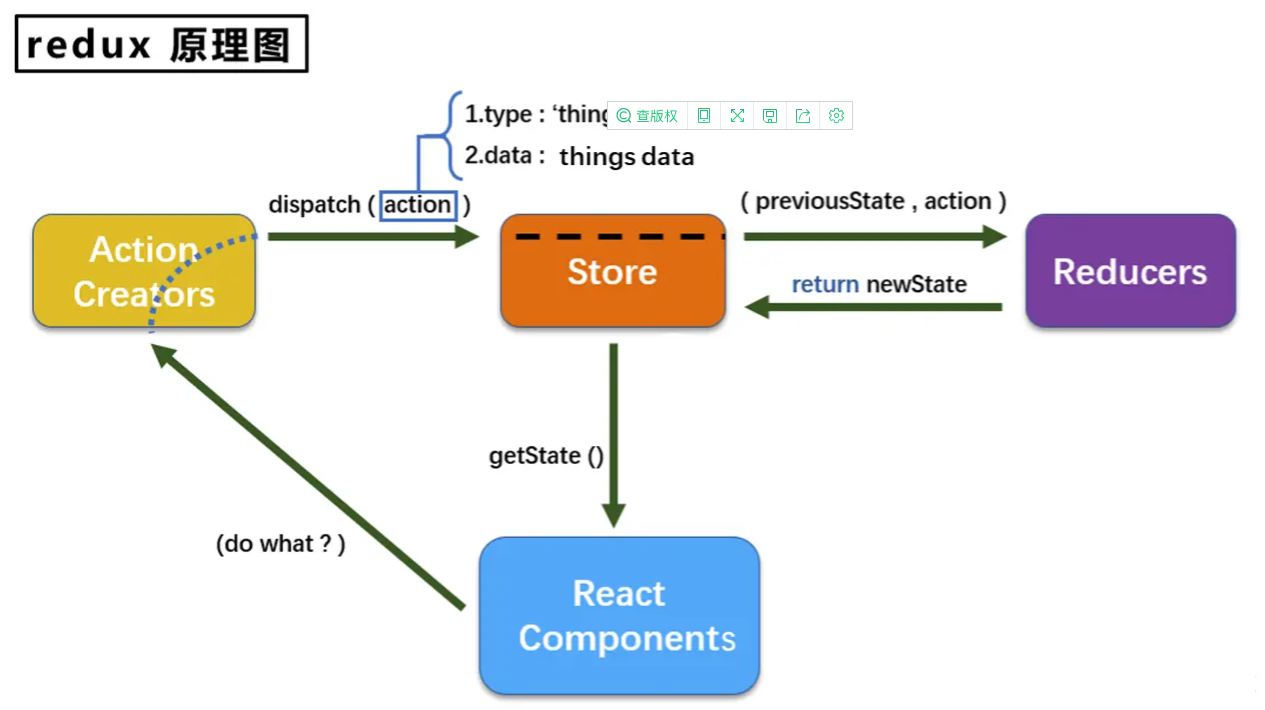 redux 原理图
1.type : ‘thing
查版权
2.data : things data
dispatch ( action )
( previousState , action )
Action
Creators
Store
Reducers
return newState
getState ()
(do what ? )
React
Components